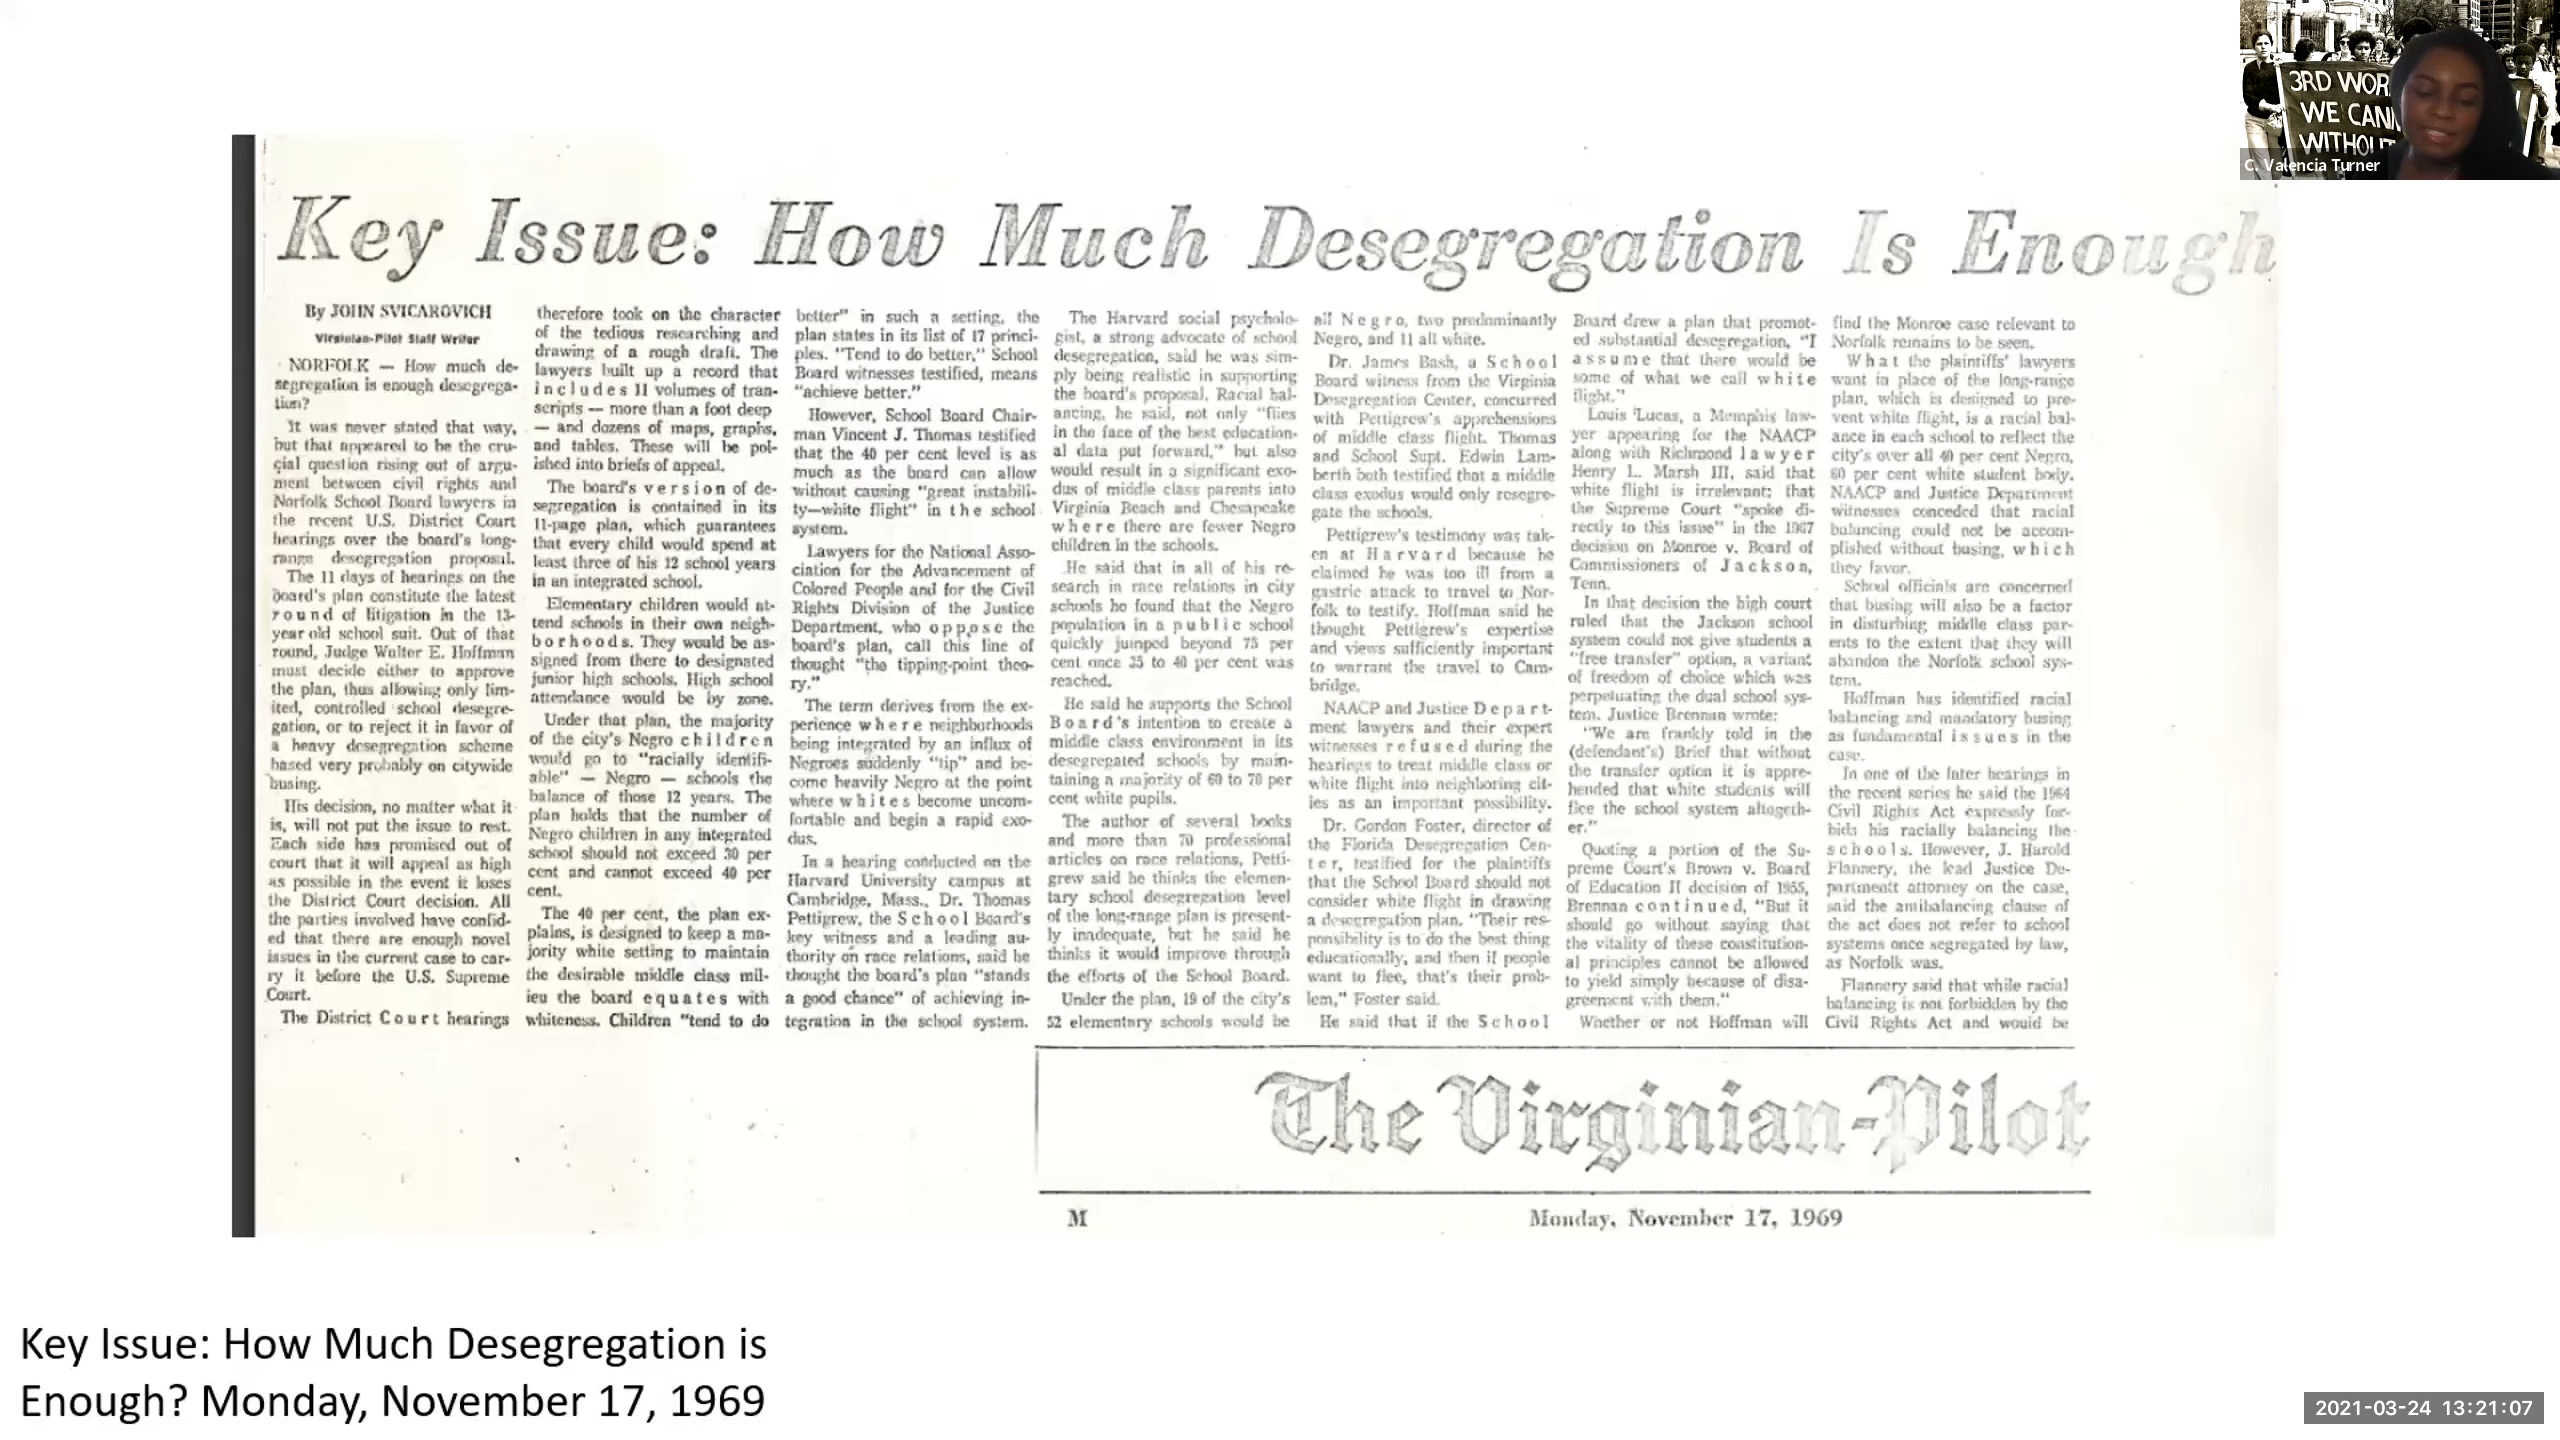 3RD WOR
WE CANN
WITHOUT
C. Valencia Turner
Key Issue: How Much Desegregation Is Enough
By JOHN SVICAROVICH
Virginian-Pilot Staff Writer
NORFOLK — How much de-
segregation is enough desegrega-
tion?
It was never stated that way,
but that appeared to be the cru-
cial question rising out of argu-
ment between civil rights and
Norfolk School Board lawyers in
the recent U.S. District Court
hearings over the board's long-
range desegregation proposal.
The 11 days of hearings on the
board's plan constitute the latest
round of litigation in the 13-
year old school suit. Out of that
round, Judge Walter E. Hoffman
must decide either to approve
the plan, thus allowing only lim-
ited, controlled school desegre-
gation, or to reject it in favor of
a heavy desegregation scheme
based very probably on citywide
busing.
His decision, no matter what it
is, will not put the issue to rest.
Each side has promised out of
court that it will appeal as high
as possible in the event it loses
the District Court decision. All
the parties involved have confid-
ed that there are enough novel
issues in the current case to car-
ry it before the U.S. Supreme
Court.
The District Court hearings
therefore took on the character
of the tedious researching and
drawing of a rough draft. The
lawyers built up a record that
includes 11 volumes of tran-
scripts — more than a foot deep
— and dozens of maps, graphs,
and tables. These will be pol-
ished into briefs of appeal.
The board's version of de-
segregation is contained in its
11-page plan, which guarantees
that every child would spend at
least three of his 12 school years
in an integrated school.
Elementary children would at-
tend schools in their own neigh-
borhoods. They would be as-
signed from there to designated
junior high schools. High school
attendance would be by zone.
Under that plan, the majority
of the city's Negro children
would go to "racially identifi-
able" — Negro — schools the
balance of those 12 years. The
plan holds that the number of
Negro children in any integrated
school should not exceed 30 per
cent and cannot exceed 40 per
cent.
The 40 per cent, the plan ex-
plains, is designed to keep a ma-
jority white setting to maintain
the desirable middle class mil-
ieu the board equates with
whiteness. Children "tend to do
better" in such a setting, the
plan states in its list of 17 princi-
ples. "Tend to do better," School
Board witnesses testified, means
"achieve better."
However, School Board Chair-
man Vincent J. Thomas testified
that the 40 per cent level is as
much as the board can allow
without causing "great instabili-
ty—white flight" in the school
system.
Lawyers for the National Asso-
ciation for the Advancement of
Colored People and for the Civil
Rights Division of the Justice
Department, who oppose the
board's plan, call this line of
thought "the tipping-point theo-
ry."
The term derives from the ex-
perience where neighborhoods
being integrated by an influx of
Negroes suddenly "tip" and be-
come heavily Negro at the point
where whites become uncom-
fortable and begin a rapid exo-
dus.
In a hearing conducted on the
Harvard University campus at
Cambridge, Mass., Dr. Thomas
Pettigrew, the School Board's
key witness and a leading au-
thority on race relations, said he
thought the board's plan "stands
a good chance" of achieving in-
tegration in the school system.
The Harvard social psycholo-
gist, a strong advocate of school
desegregation, said he was sim-
ply being realistic in supporting
the board's proposal. Racial bal-
ancing, he said, not only "flies
in the face of the best education-
al data put forward," but also
would result in a significant exo-
dus of middle class parents into
Virginia Beach and Chesapeake
where there are fewer Negro
children in the schools.
He said that in all of his re-
search in race relations in city
schools he found that the Negro
population in a public school
quickly jumped beyond 75 per
cent once 35 to 40 per cent was
reached.
He said he supports the School
Board's intention to create a
middle class environment in its
desegregated schools by main-
taining a majority of 60 to 70 per
cent white pupils.
The author of several books
and more than 70 professional
articles on race relations, Petti-
grew said he thinks the elemen-
tary school desegregation level
of the long-range plan is present-
ly inadequate, but he said he
thinks it would improve through
the efforts of the School Board.
Under the plan, 19 of the city's
52 elementary schools would be
all Negro, two predominantly
Negro, and 11 all white.
Dr. James Bash, a School
Board witness from the Virginia
Desegregation Center, concurred
with Pettigrew's apprehensions
of middle class flight. Thomas
and School Supt. Edwin Lam-
berth both testified that a middle
class exodus would only resegre-
gate the schools.
Pettigrew's testimony was tak-
en at Harvard because he
claimed he was too ill from a
gastric attack to travel to Nor-
folk to testify. Hoffman said he
thought Pettigrew's expertise
and views sufficiently important
to warrant the travel to Cam-
bridge.
NAACP and Justice Depart-
ment lawyers and their expert
witnesses refused during the
hearings to treat middle class or
white flight into neighboring cit-
ies as an important possibility.
Dr. Gordon Foster, director of
the Florida Desegregation Cen-
ter, testified for the plaintiffs
that the School Board should not
consider white flight in drawing
a desegregation plan. "Their res-
ponsibility is to do the best thing
educationally, and then if people
want to flee, that's their prob-
lem," Foster said.
He said that if the School
Board drew a plan that promot-
ed substantial desegregation, "I
assume that there would be
some of what we call white
flight."
Louis Lucas, a Memphis law-
yer appearing for the NAACP
along with Richmond lawyer
Henry L. Marsh III, said that
white flight is irrelevant; that
the Supreme Court "spoke di-
rectly to this issue" in the 1967
decision on Monroe v. Board of
Commissioners of Jackson,
Tenn.
In that decision the high court
ruled that the Jackson school
system could not give students a
"free transfer" option, a variant
of freedom of choice which was
perpetuating the dual school sys-
tem. Justice Brennan wrote:
"We are frankly told in the
(defendant's) Brief that without
the transfer option it is appre-
hended that white students will
flee the school system altogeth-
er."
Quoting a portion of the Su-
preme Court's Brown v. Board
of Education II decision of 1955,
Brennan continued, "But it
should go without saying that
the vitality of these constitution-
al principles cannot be allowed
to yield simply because of disa-
greement with them."
Whether or not Hoffman will
find the Monroe case relevant to
Norfolk remains to be seen.
What the plaintiffs' lawyers
want in place of the long-range
plan, which is designed to pre-
vent white flight, is a racial bal-
ance in each school to reflect the
city's over all 40 per cent Negro,
60 per cent white student body.
NAACP and Justice Department
witnesses conceded that racial
balancing could not be accom-
plished without busing, which
they favor.
School officials are concerned
that busing will also be a factor
in disturbing middle class par-
ents to the extent that they will
abandon the Norfolk school sys-
tem.
Hoffman has identified racial
balancing and mandatory busing
as fundamental issues in the
case.
In one of the later hearings in
the recent series he said the 1964
Civil Rights Act expressly for-
bids his racially balancing the
schools. However, J. Harold
Flannery, the lead Justice De-
partmentt attorney on the case,
said the antibalancing clause of
the act does not refer to school
systems once segregated by law,
as Norfolk was.
Flannery said that while racial
balancing is not forbidden by the
Civil Rights Act and would be
The Virginian-Pilot
M
Monday, November 17, 1969
Key Issue: How Much Desegregation is
Enough? Monday, November 17, 1969
2021-03-24 13:21:07